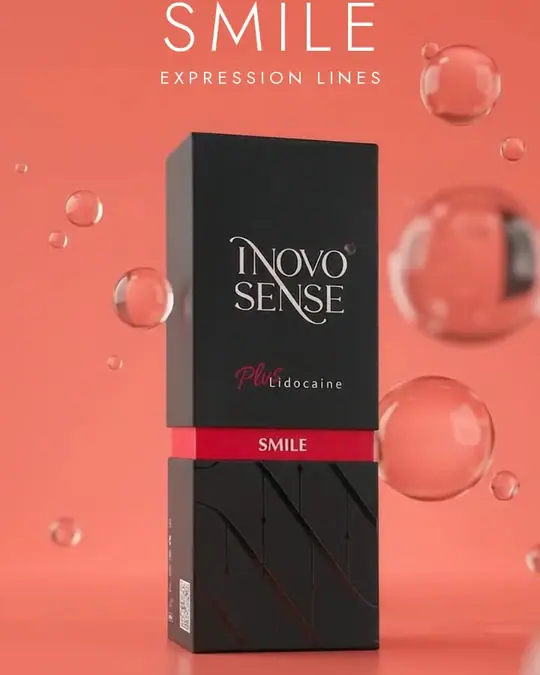 SMILE
EXPRESSION LINES
INOVO
SENSE
Plus Lidocaine
SMILE